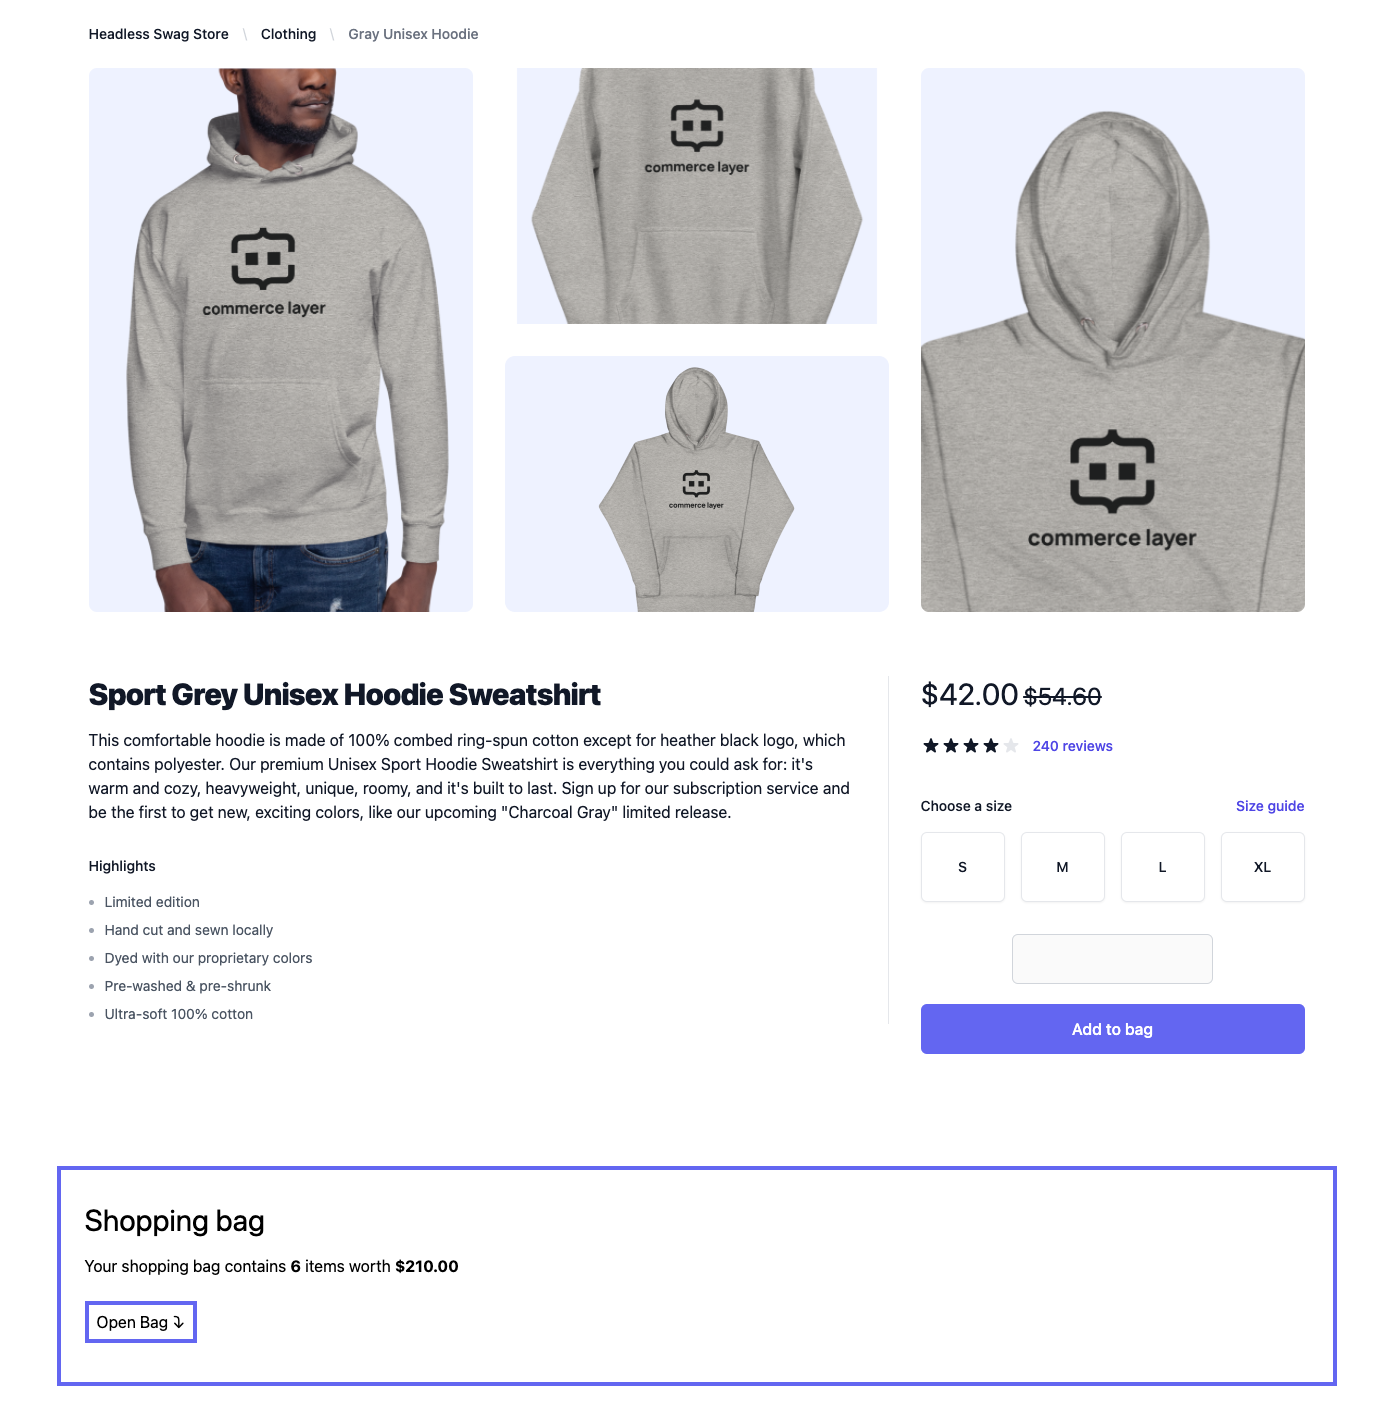 Headless Swag Store \ Clothing \ Gray Unisex Hoodie
commerce layer
commerce layer
commerce layer
commerce layer
Sport Grey Unisex Hoodie Sweatshirt
This comfortable hoodie is made of 100% combed ring-spun cotton except for heather black logo, which
contains polyester. Our premium Unisex Sport Hoodie Sweatshirt is everything you could ask for: it's
warm and cozy, heavyweight, unique, roomy, and it's built to last. Sign up for our subscription service and
be the first to get new, exciting colors, like our upcoming "Charcoal Gray" limited release.
Highlights
Limited edition
Hand cut and sewn locally
Dyed with our proprietary colors
Pre-washed & pre-shrunk
Ultra-soft 100% cotton
$42.00 $54.60
240 reviews
Choose a size Size guide
S M L XL
Add to bag
Shopping bag
Your shopping bag contains 6 items worth $210.00
Open Bag ⤵